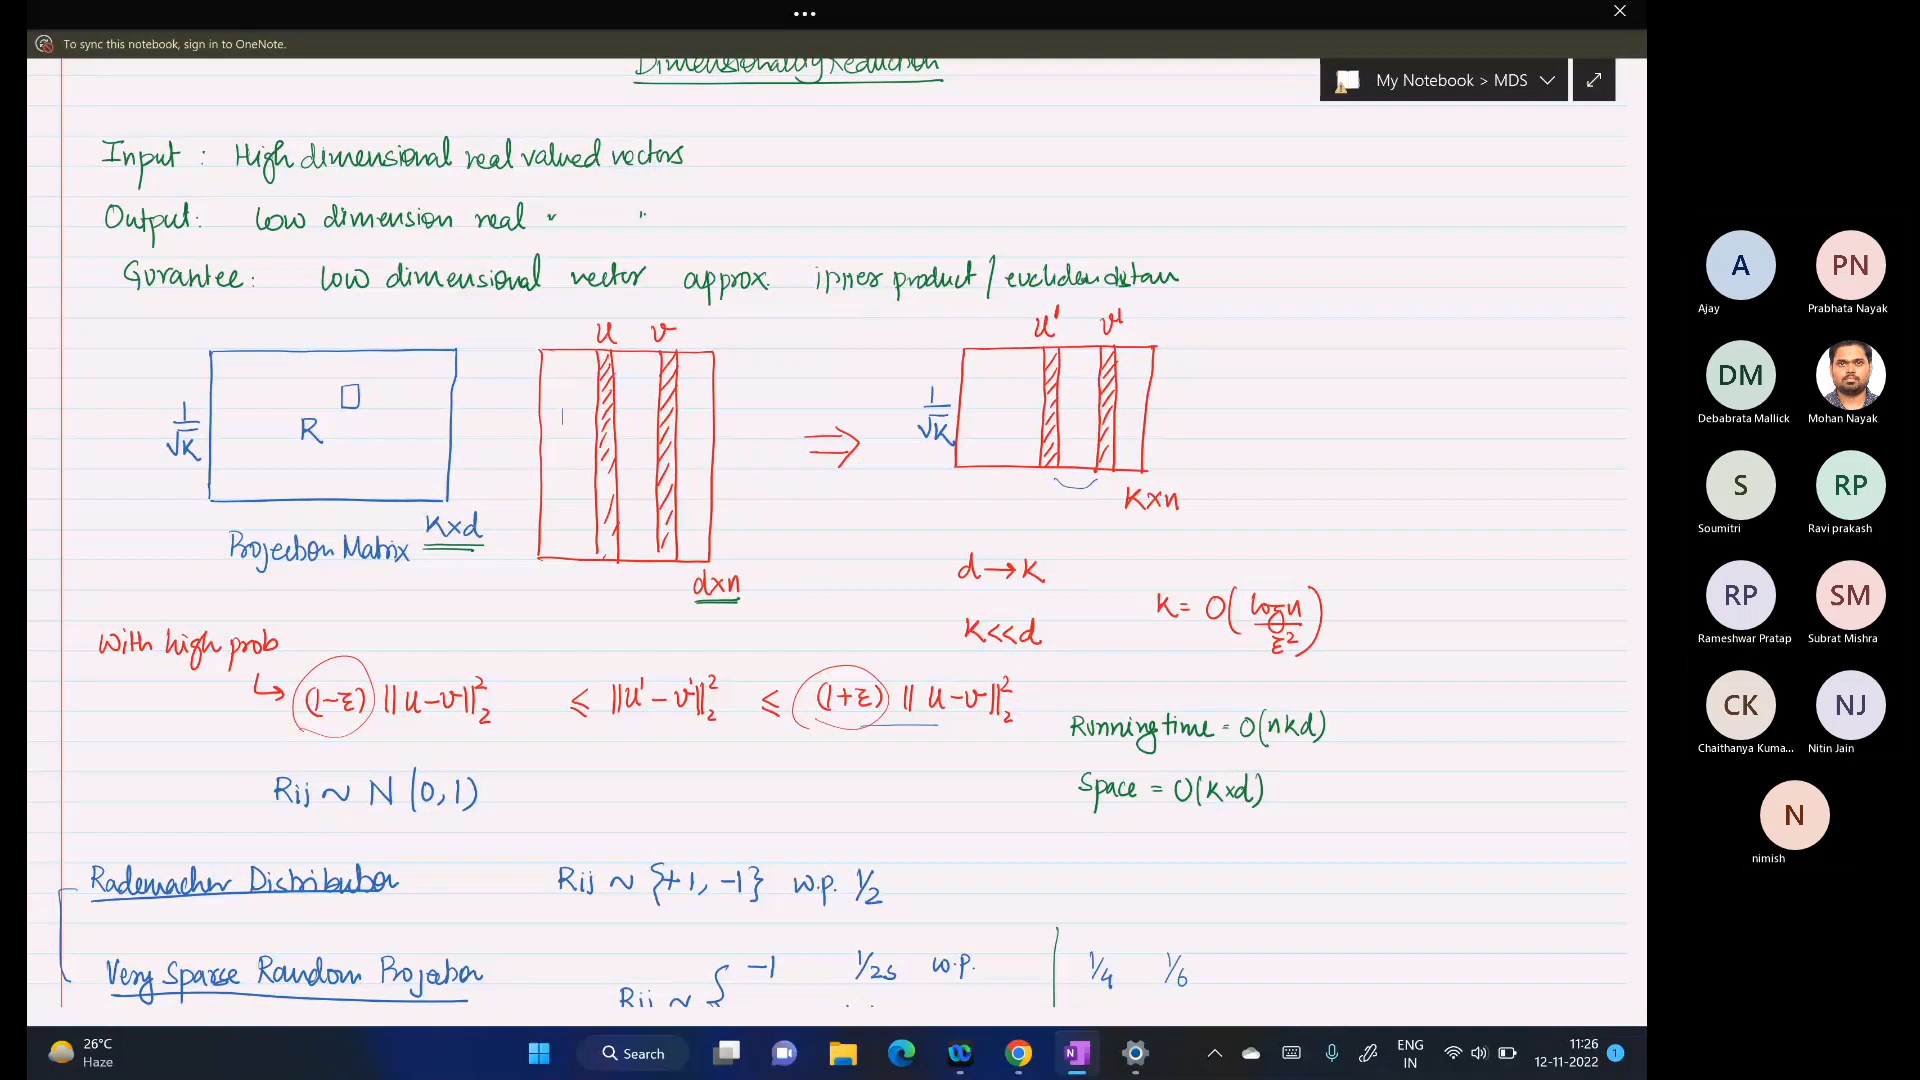 To sync this notebook, sign in to OneNote.
Dimensionality Reduction
My Notebook > MDS
Input : High dimensional real valued vectors
Output: Low dimension real " "
Gurantee: Low dimensional vector approx. inner product / euclidean
u v
u' v'
1/√K R
1/√K
K×n
K×d
Projection Matrix
d×n
d → K
K = O(log n / ε²)
K << d
With high prob
(1-ε) ||u-v||₂² ≤ ||u'-v'||₂² ≤ (1+ε) ||u-v||₂²
Running time = O(nkd)
Rij ~ N(0,1)
Space = O(K×d)
Rademacher Distribution Rij ~ {+1, -1} w.p. 1/2
Very Sparse Random Projection Rij ~ { -1 1/2s w.p. 1/4 1/6
A
PN
Ajay
Prabhata Nayak
DM
Debabrata Mallick
Mohan Nayak
S
RP
Soumitri
Ravi prakash
RP
SM
Rameshwar Pratap
Subrat Mishra
CK
NJ
Chaithanya Kuma...
Nitin Jain
N
nimish
26°C
Haze
Search
ENG
IN
11:26
12-11-2022
1